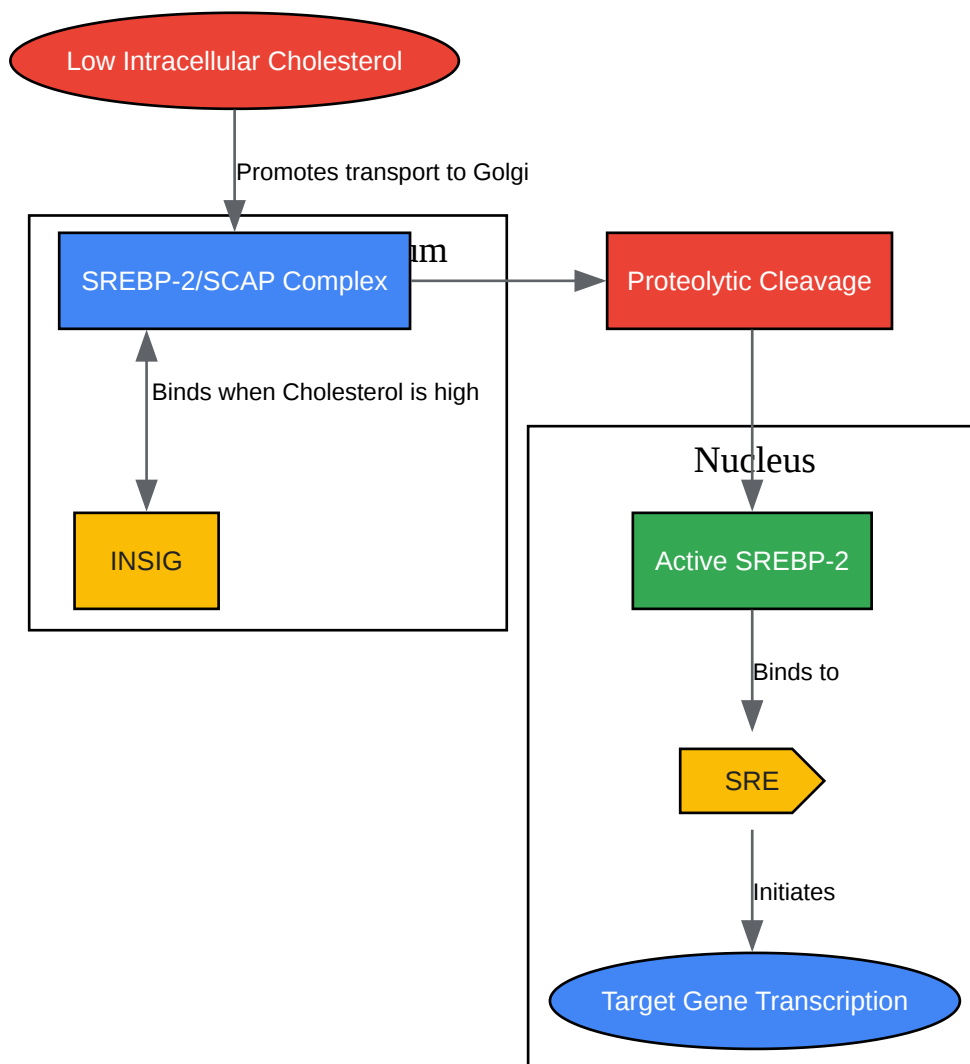 Low Intracellular Cholesterol
Promotes transport to Golgi
SREBP-2/SCAP Complex
Proteolytic Cleavage
Binds when Cholesterol is high
Nucleus
INSIG
Active SREBP-2
Binds to
SRE
Initiates
Target Gene Transcription